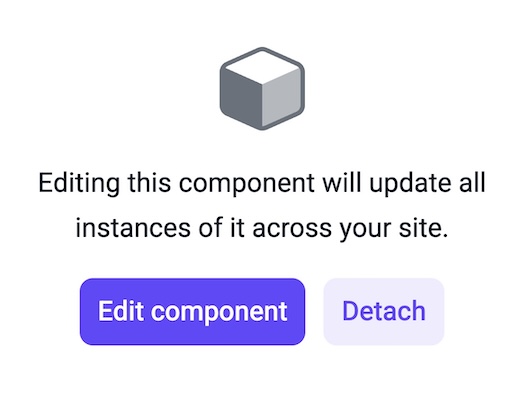 Editing this component will update all
instances of it across your site.
Edit component
Detach